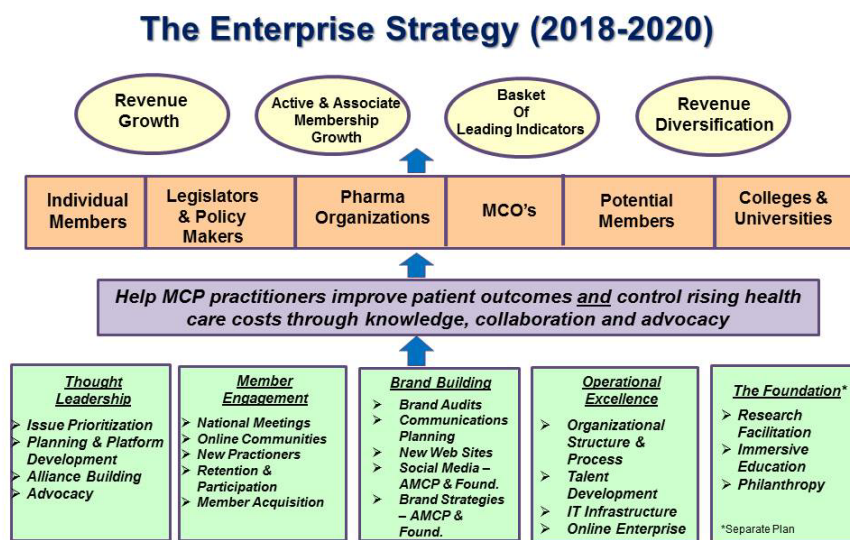 The Enterprise Strategy (2018-2020)
Revenue
Growth
Active & Associate
Membership
Growth
Basket
Of
Leading Indicators
Revenue
Diversification
Individual
Members
Legislators
& Policy
Makers
Pharma
Organizations
MCO's
Potential
Members
Colleges &
Universities
Help MCP practitioners improve patient outcomes and control rising health
care costs through knowledge, collaboration and advocacy
Thought
Leadership
➢ Issue Prioritization
➢ Planning & Platform
Development
➢ Alliance Building
➢ Advocacy
Member
Engagement
➢ National Meetings
➢ Online Communities
➢ New Practioners
➢ Retention &
Participation
➢ Member Acquisition
Brand Building
➢ Brand Audits
➢ Communications
Planning
➢ New Web Sites
➢ Social Media –
AMCP & Found.
➢ Brand Strategies
– AMCP &
Found.
Operational
Excellence
➢ Organizational
Structure &
Process
➢ Talent
Development
➢ IT Infrastructure
➢ Online Enterprise
The Foundation*
➢ Research
Facilitation
➢ Immersive
Education
➢ Philanthropy
*Separate Plan